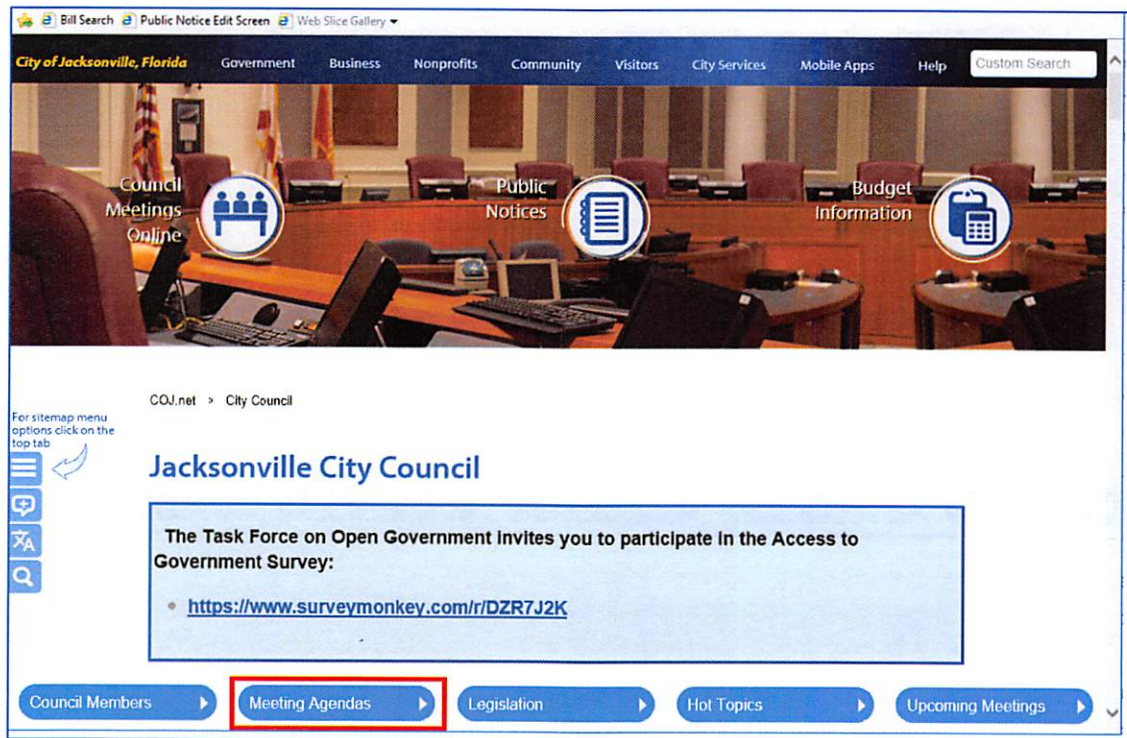 Bill Search Public Notice Edit Screen Web Slice Gallery
City of Jacksonville, Florida Government Business Nonprofits Community Visitors City Services Mobile Apps Help Custom Search
Council
Meetings
Online
Public
Notices
Budget
Information
COJ.net > City Council
For sitemap menu
options click on the
top tab
Jacksonville City Council
The Task Force on Open Government invites you to participate in the Access to
Government Survey:
https://www.surveymonkey.com/r/DZR7J2K
Council Members Meeting Agendas Legislation Hot Topics Upcoming Meetings